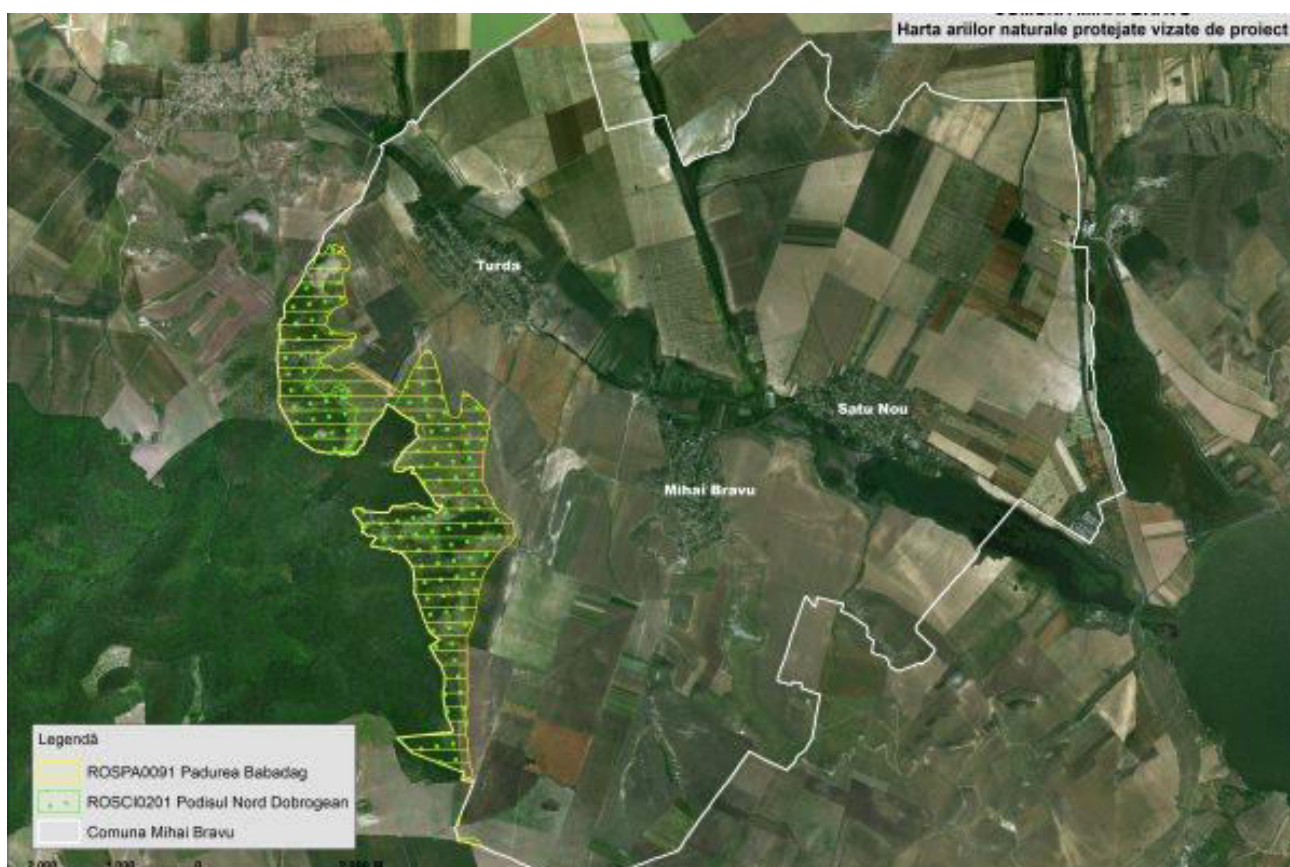 Harta ariilor naturale protejate vizate de proiect
Turda
Satu Nou
Mihai Bravu
Legendă
ROSPA0091 Padurea Babadag
ROSCI0201 Podisul Nord Dobrogean
Comuna Mihai Bravu